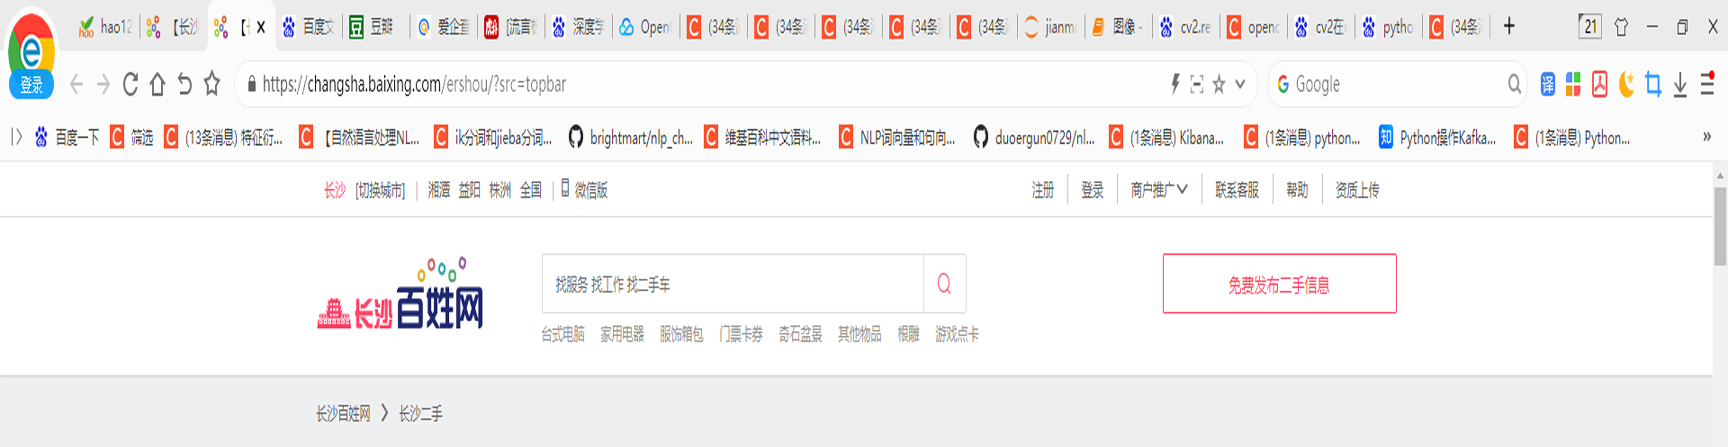 hao12 【长沙 【长 百度文 豆 豆瓣 爱企查 [流言板 深度学 Open (34条消 (34条消 (34条消 (34条消 (34条消 jianm 图像 - cv2.re openc cv2在 pytho (34条消 + 21
登录 https://changsha.baixing.com/ershou/?src=topbar Google 译
百度一下 筛选 (13条消息) 特征衍... 【自然语言处理NL... ik分词和jieba分词... brightmart/nlp_ch... 维基百科中文语料... NLP词向量和句向... duoergun0729/nl... (1条消息) Kibana... (1条消息) python... 知 Python操作Kafka... (1条消息) Python... »
长沙 [切换城市] 湘潭 益阳 株洲 全国 微信版 注册 登录 商户推广 联系客服 帮助 资质上传
长沙 百姓网 找服务 找工作 找二手车 免费发布二手信息
台式电脑 家用电器 服饰箱包 门票卡券 奇石盆景 其他物品 根雕 游戏点卡
长沙百姓网 > 长沙二手